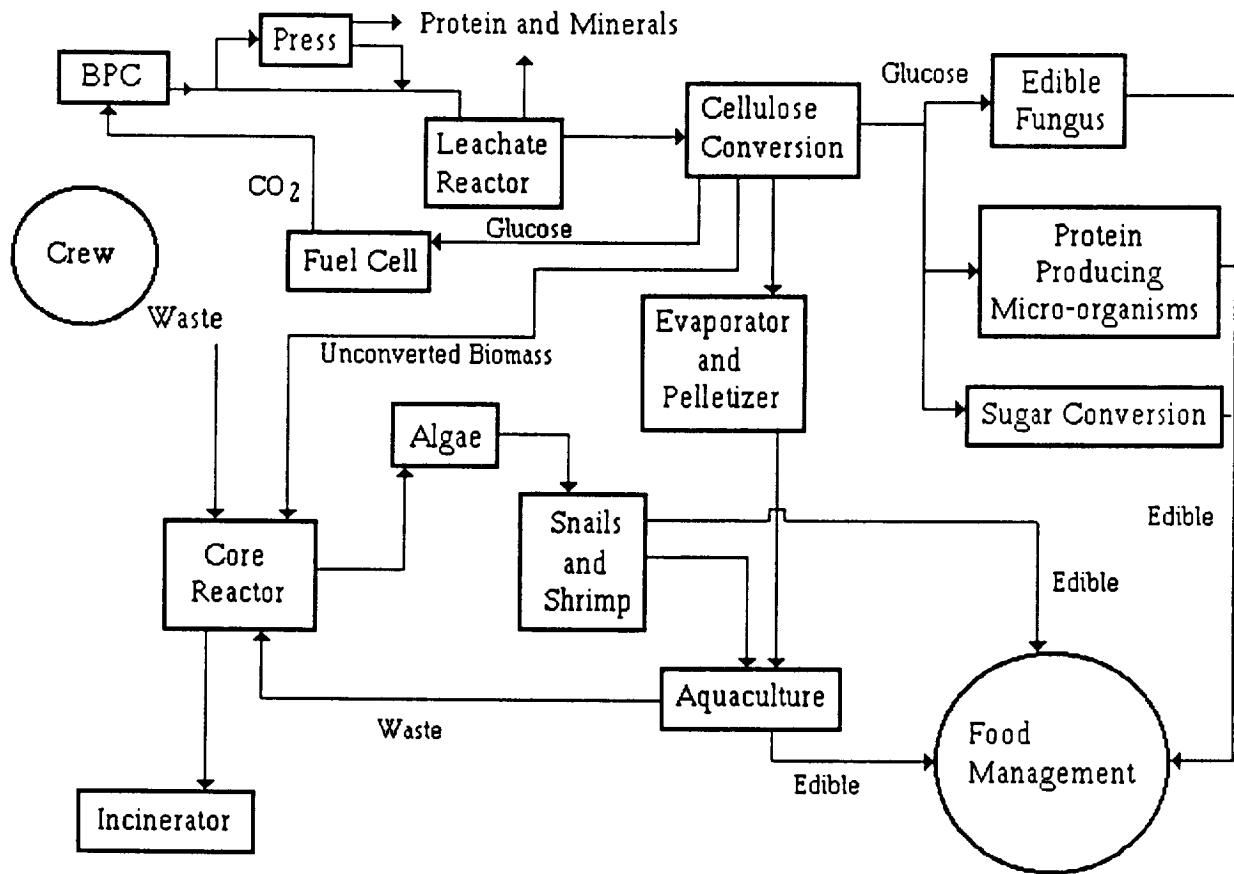 Press
Protein and Minerals
BPC
Glucose
Edible
Fungus
Cellulose
Conversion
Leachate
Reactor
CO2
Crew
Fuel Cell
Glucose
Protein
Producing
Micro-organisms
Waste
Unconverted Biomass
Evaporator
and
Pelletizer
Sugar Conversion
Algae
Snails
and
Shrimp
Edible
Core
Reactor
Edible
Aquaculture
Waste
Food
Management
Edible
Incinerator